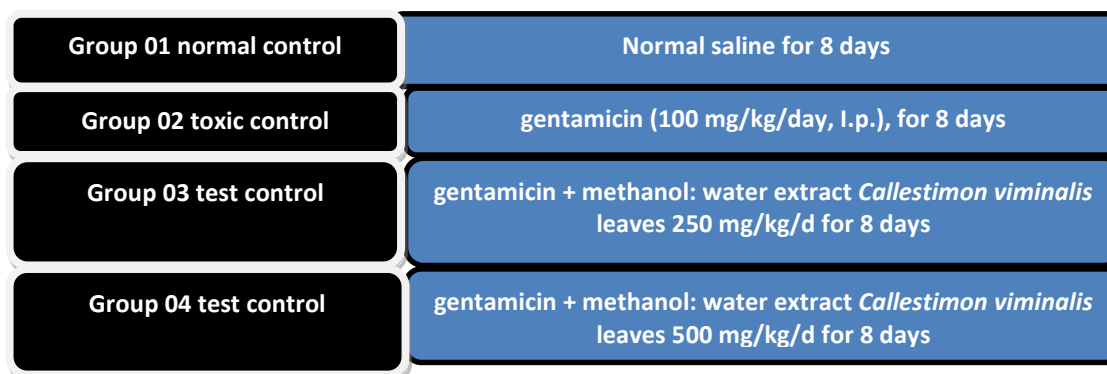 Group 01 normal control
Normal saline for 8 days
Group 02 toxic control
gentamicin (100 mg/kg/day, I.p.), for 8 days
Group 03 test control
gentamicin + methanol: water extract Callestimon viminalis
leaves 250 mg/kg/d for 8 days
Group 04 test control
gentamicin + methanol: water extract Callestimon viminalis
leaves 500 mg/kg/d for 8 days